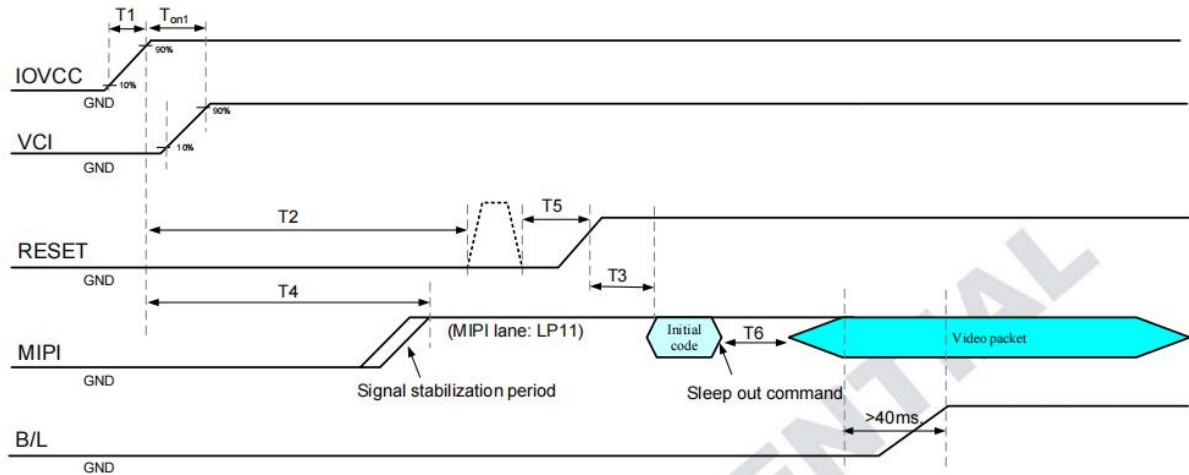 T1
Ton1
90%
IOVCC
10%
GND
90%
VCI
10%
GND
T2
T5
RESET
GND
T3
T4
(MIPI lane: LP11)
Initial
code
T6
Video packet
MIPI
GND
Signal stabilization period
Sleep out command
>40ms
B/L
GND